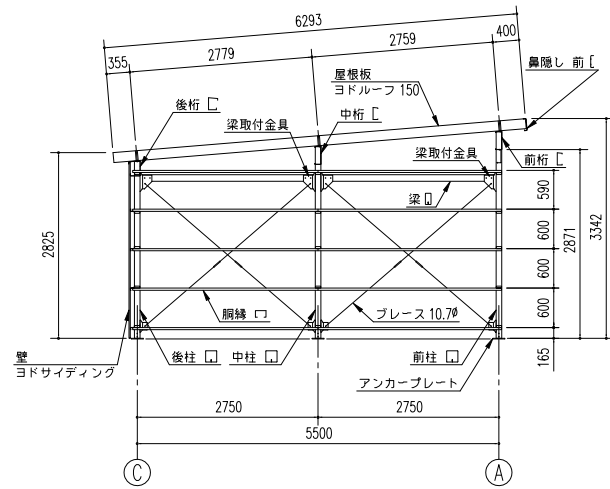 6293
355
2779
2759
400
鼻隠し 前
屋根板
ヨドルーフ 150
後桁
梁取付金具
中桁
梁取付金具
前桁
梁
590
600
600
600
165
2825
2871
3342
胴縁
ブレース 10.7φ
壁
ヨドサイディング
後柱
中柱
前柱
アンカープレート
2750
2750
5500
C
A